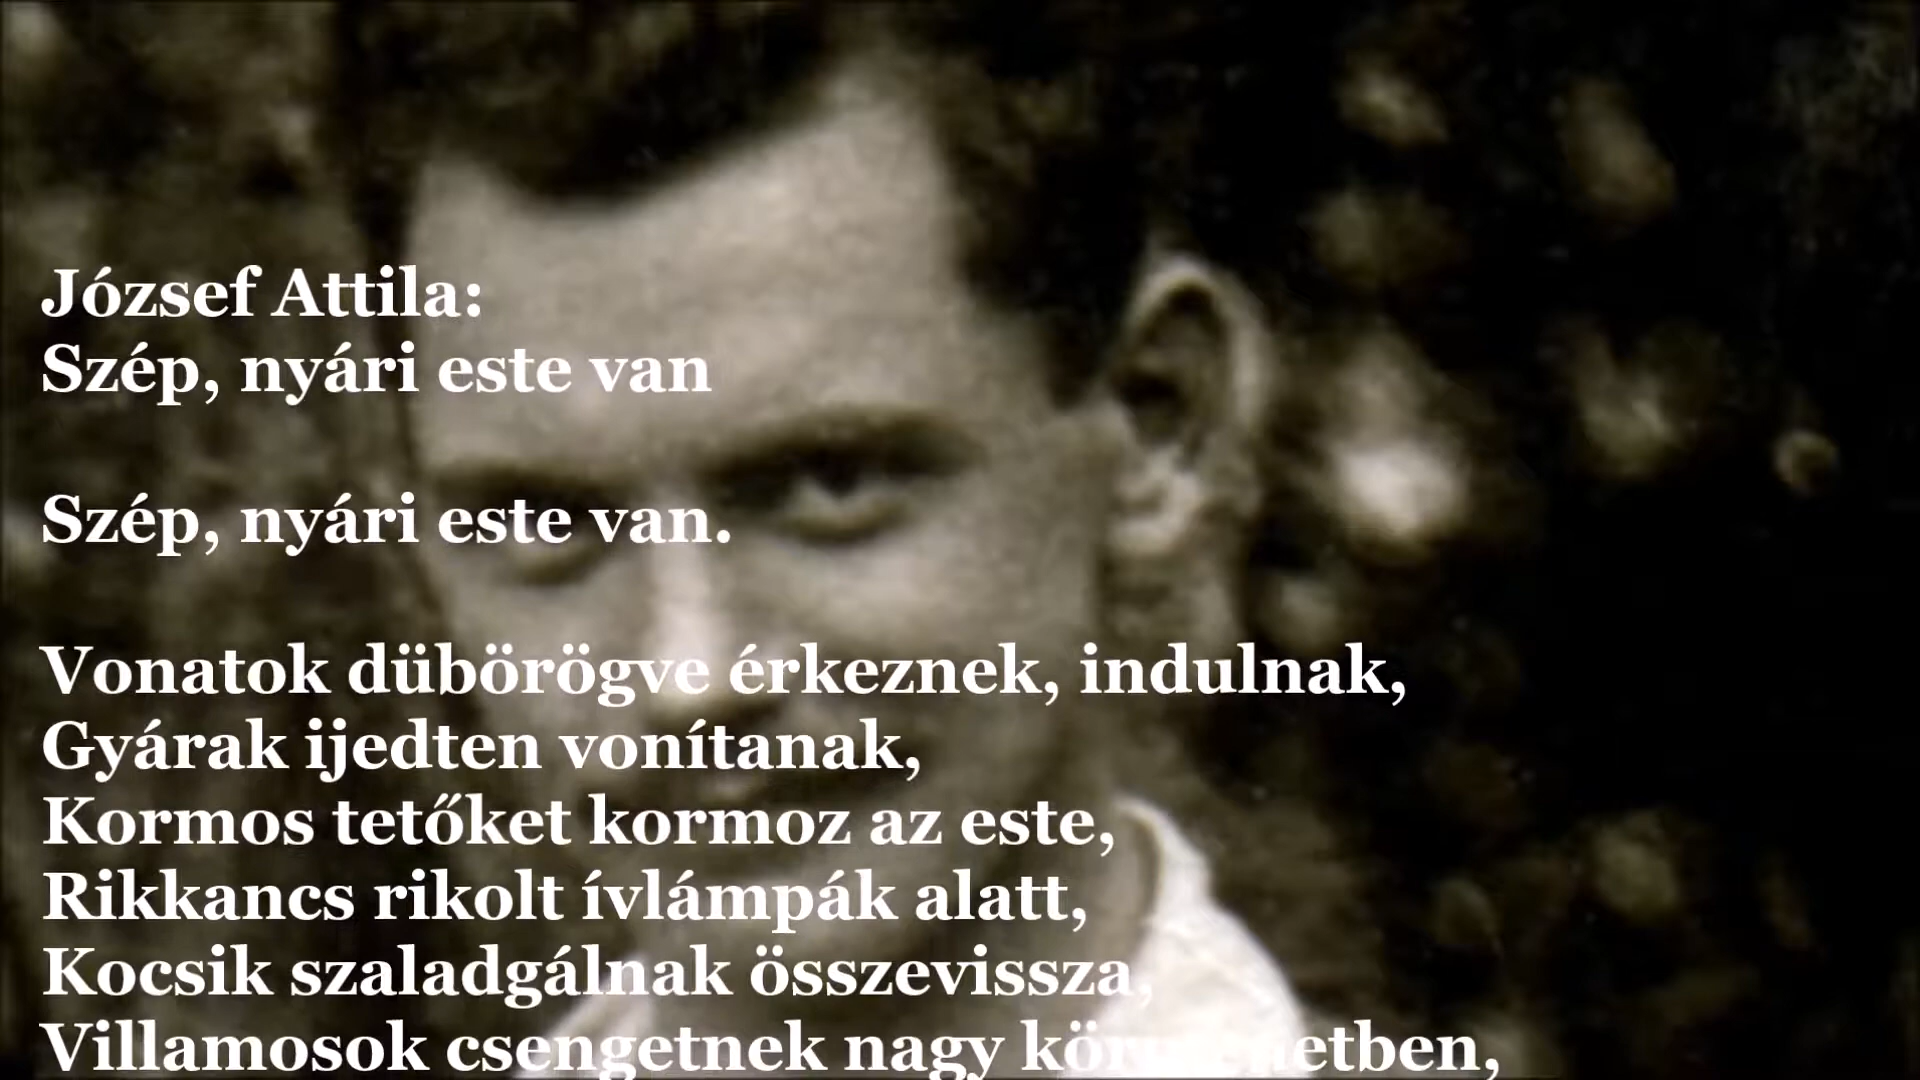 József Attila:
Szép, nyári este van
Szép, nyári este van.
Vonatok dübörögve érkeznek, indulnak,
Gyárak ijedten vonítanak,
Kormos tetőket kormoz az este,
Rikkancs rikolt ívlámpák alatt,
Kocsik szaladgálnak összevissza,
Villamosok csengetnek nagy körmenetben,